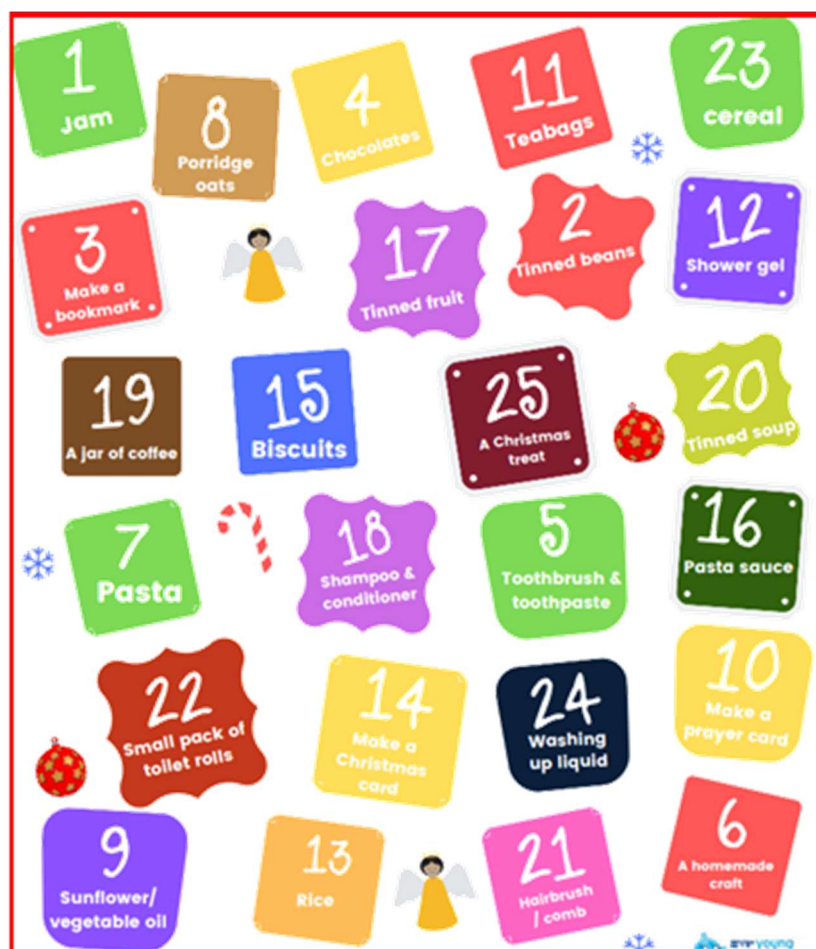 1
Jam
8
Porridge
oats
4
Chocolates
11
Teabags
23
cereal
3
Make a
bookmark
17
Tinned fruit
2
Tinned beans
12
Shower gel
19
A jar of coffee
15
Biscuits
25
A Christmas
treat
20
Tinned soup
7
Pasta
18
Shampoo &
conditioner
5
Toothbrush &
toothpaste
16
Pasta sauce
22
Small pack of
toilet rolls
14
Make a
Christmas
card
24
Washing
up liquid
10
Make a
prayer card
9
Sunflower/
vegetable oil
13
Rice
21
Hairbrush
/ comb
6
A homemade
craft
young